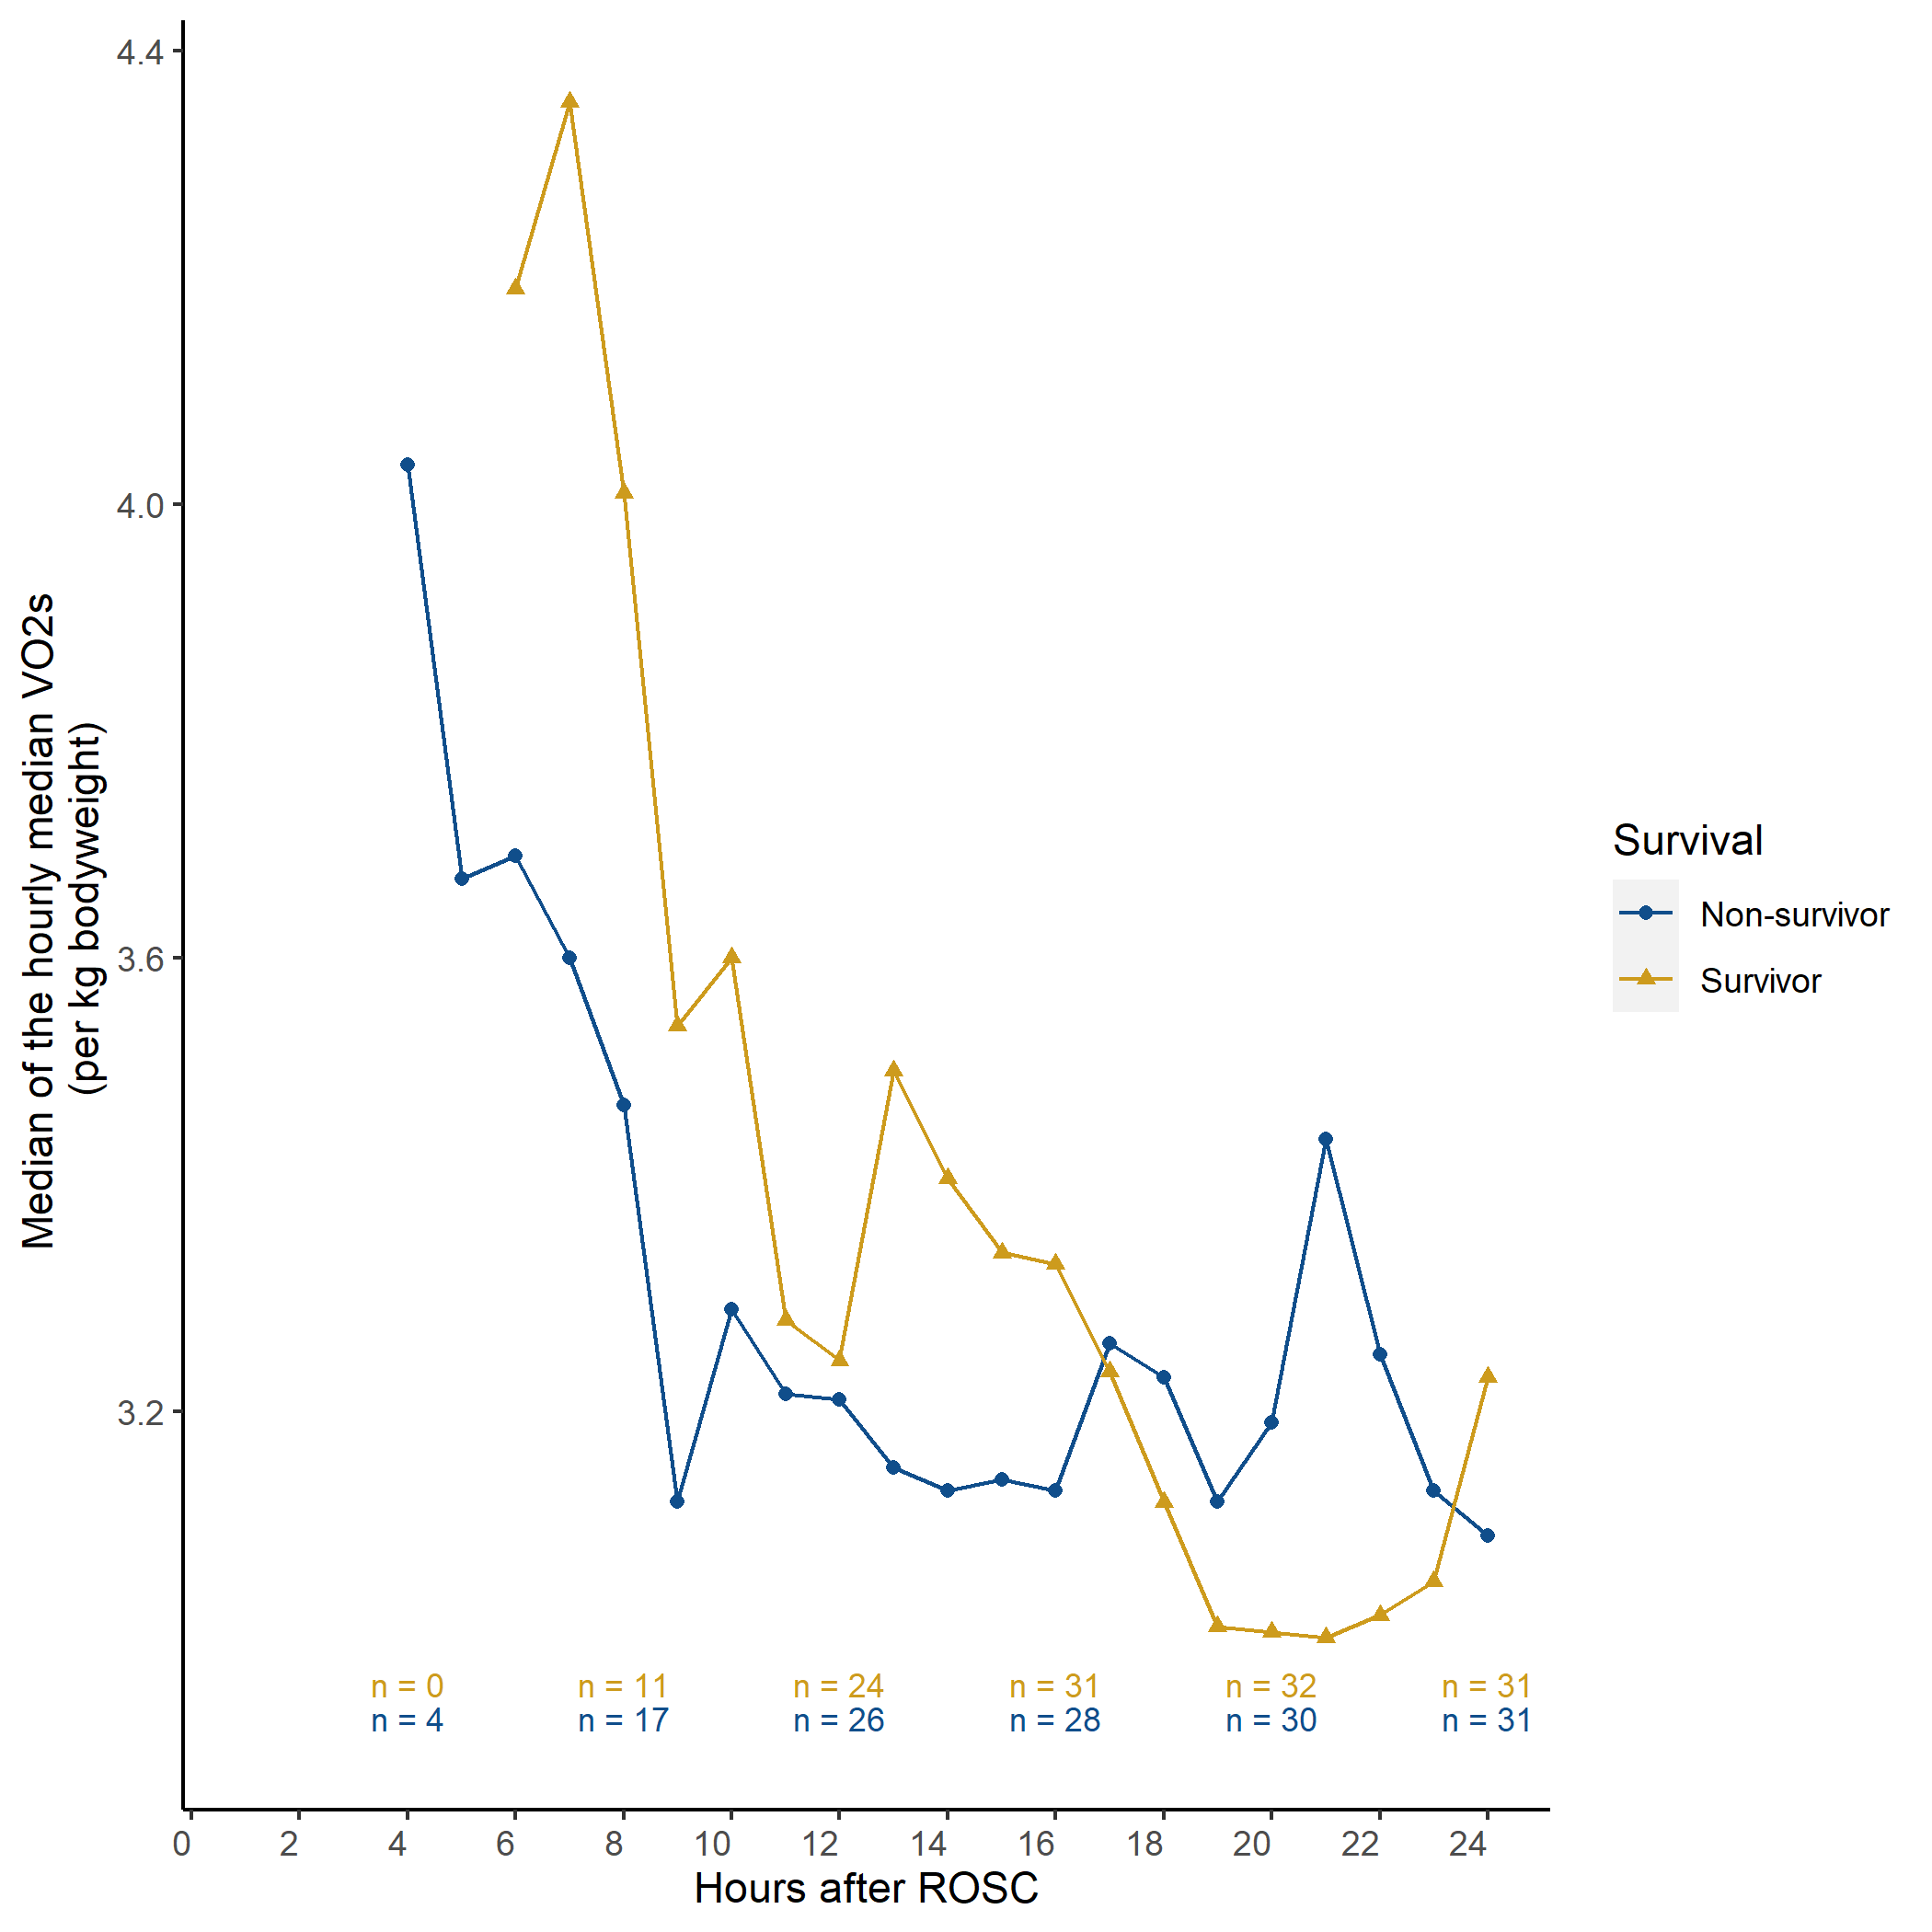 4.4
4.0
3.6
3.2
Median of the hourly median VO2s
(per kg bodyweight)
n = 0 n = 11 n = 24 n = 31 n = 32 n = 31
n = 4 n = 17 n = 26 n = 28 n = 30 n = 31
0 2 4 6 8 10 12 14 16 18 20 22 24
Hours after ROSC
Survival
Non-survivor
Survivor